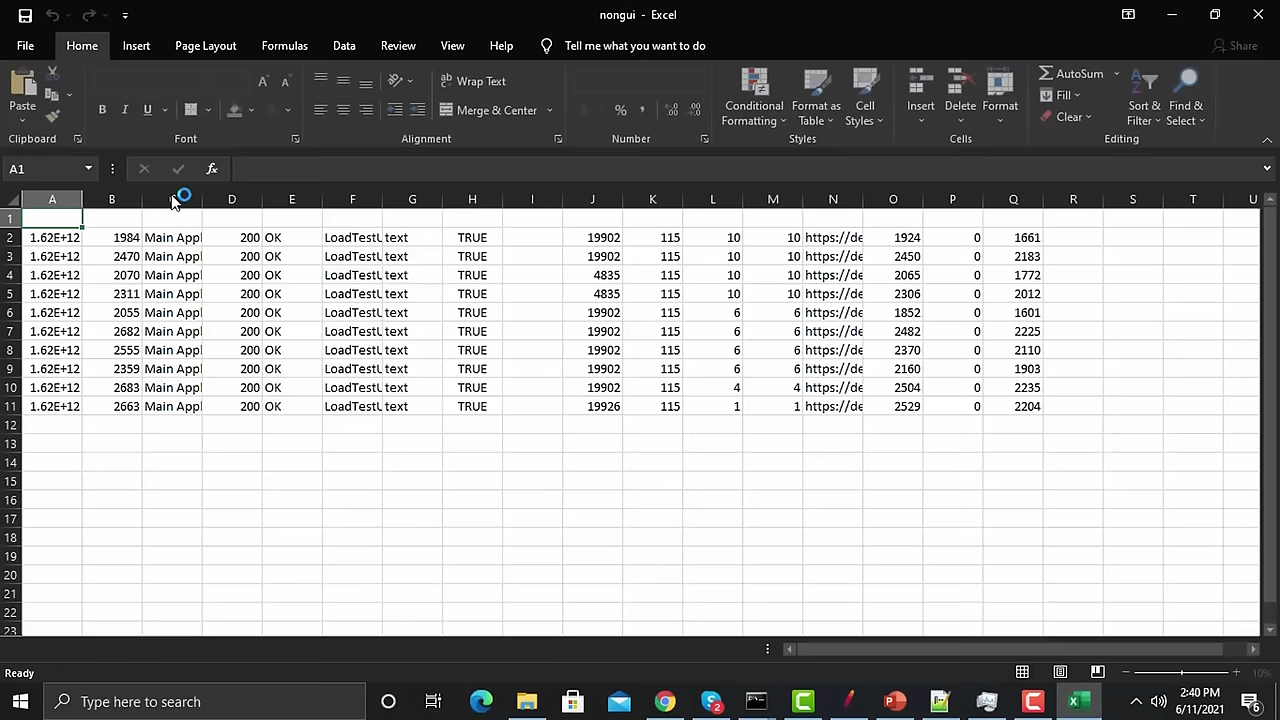 nongui - Excel
File Home Insert Page Layout Formulas Data Review View Help Tell me what you want to do Share
Paste
Wrap Text
Merge & Center
Conditional Formatting
Format as Table
Cell Styles
Insert
Delete
Format
AutoSum
Fill
Clear
Sort & Filter
Find & Select
Clipboard Font Alignment Number Styles Cells Editing
A1 fx
A B D E F G H I J K L M N O P Q R S T U
1
2 1.62E+12 1984 Main Appl 200 OK LoadTestU text TRUE 19902 115 10 10 https://de 1924 0 1661
3 1.62E+12 2470 Main Appl 200 OK LoadTestU text TRUE 19902 115 10 10 https://de 2450 0 2183
4 1.62E+12 2070 Main Appl 200 OK LoadTestU text TRUE 4835 115 10 10 https://de 2065 0 1772
5 1.62E+12 2311 Main Appl 200 OK LoadTestU text TRUE 4835 115 10 10 https://de 2306 0 2012
6 1.62E+12 2055 Main Appl 200 OK LoadTestU text TRUE 19902 115 6 6 https://de 1852 0 1601
7 1.62E+12 2682 Main Appl 200 OK LoadTestU text TRUE 19902 115 6 6 https://de 2482 0 2225
8 1.62E+12 2555 Main Appl 200 OK LoadTestU text TRUE 19902 115 6 6 https://de 2370 0 2110
9 1.62E+12 2359 Main Appl 200 OK LoadTestU text TRUE 19902 115 6 6 https://de 2160 0 1903
10 1.62E+12 2683 Main Appl 200 OK LoadTestU text TRUE 19902 115 4 4 https://de 2504 0 2235
11 1.62E+12 2663 Main Appl 200 OK LoadTestU text TRUE 19926 115 1 1 https://de 2529 0 2204
12
13
14
15
16
17
18
19
20
21
22
23
Ready 10%
Type here to search
2:40 PM
6/11/2021